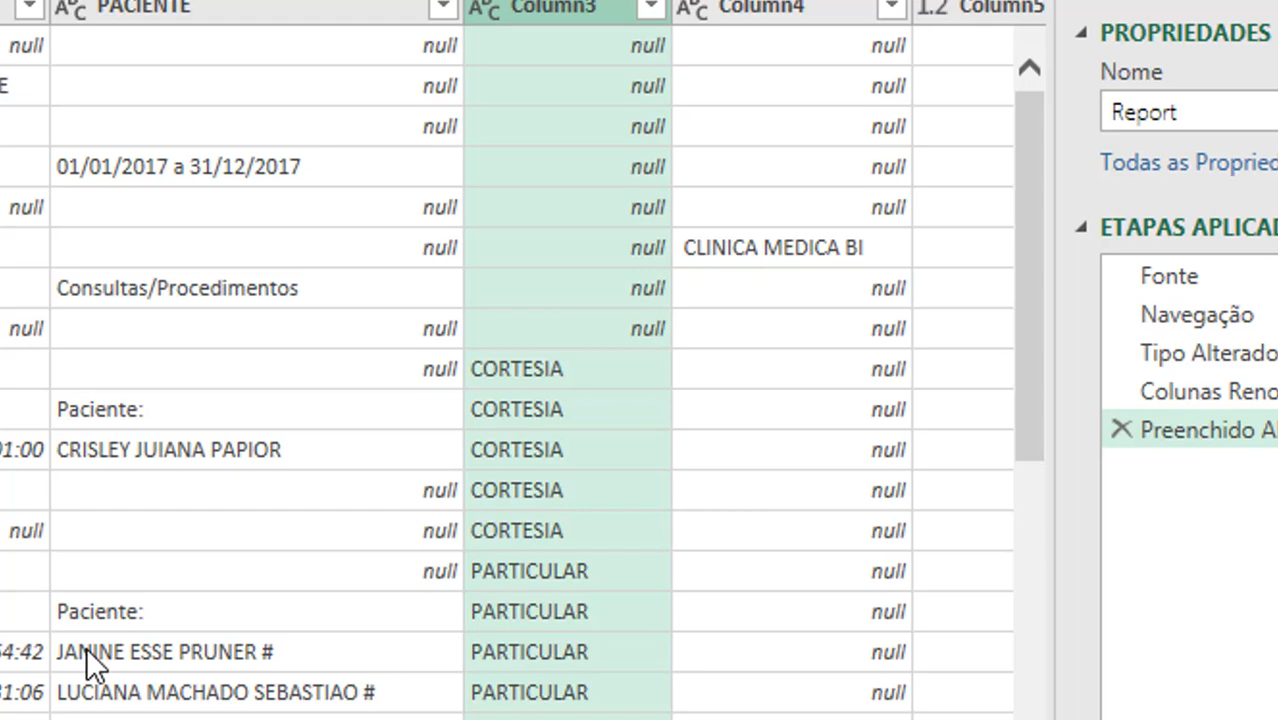 PACIENTE Column3 Column4 1.2 Column5
null null null null
E null null null
null null null
01/01/2017 a 31/12/2017 null null
null null null null
null null CLINICA MEDICA BI
Consultas/Procedimentos null null
null null null null
null CORTESIA null
Paciente: CORTESIA null
01:00 CRISLEY JUIANA PAPIOR CORTESIA null
null CORTESIA null
null null CORTESIA null
null PARTICULAR null
Paciente: PARTICULAR null
54:42 JANINE ESSE PRUNER # PARTICULAR null
31:06 LUCIANA MACHADO SEBASTIAO # PARTICULAR null
PROPRIEDADES
Nome
Report
Todas as Propried
ETAPAS APLICAD
Fonte
Navegação
Tipo Alterado
Colunas Reno
Preenchido A